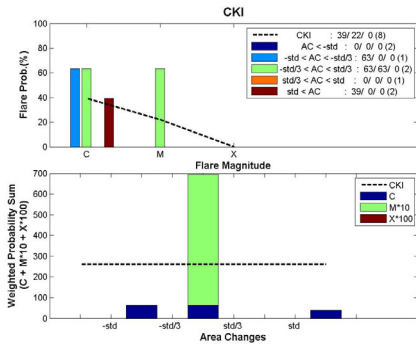 CKI
Flare Prob.(%)
100
80
60
40
20
0
C
M
X
Flare Magnitude
CKI : 39/ 22/ 0 (8)
AC < -std : 0/ 0/ 0 (2)
-std < AC < -std/3 : 63/ 0/ 0 (1)
-std/3 < AC < std/3 : 63/ 63/ 0 (2)
std/3 < AC < std : 0/ 0/ 0 (1)
std < AC : 39/ 0/ 0 (2)
Weighted Probability Sum
(C + M*10 + X*100)
700
600
500
400
300
200
100
0
-std
-std/3
std/3
std
Area Changes
CKI
C
M*10
X*100